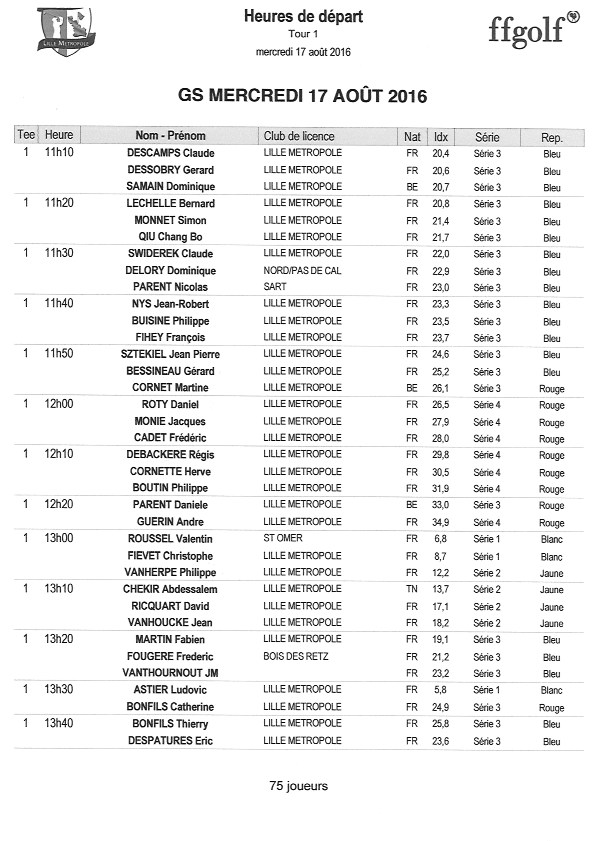 LILLE METROPOLE
Heures de départ
Tour 1
mercredi 17 août 2016
ffgolf
GS MERCREDI 17 AOÛT 2016
Tee Heure Nom - Prénom Club de licence Nat Idx Série Rep.
1 11h10 DESCAMPS Claude LILLE METROPOLE FR 20,4 Série 3 Bleu
DESSOBRY Gerard LILLE METROPOLE FR 20,6 Série 3 Bleu
SAMAIN Dominique LILLE METROPOLE BE 20,7 Série 3 Bleu
1 11h20 LECHELLE Bernard LILLE METROPOLE FR 20,8 Série 3 Bleu
MONNET Simon LILLE METROPOLE FR 21,4 Série 3 Bleu
QIU Chang Bo LILLE METROPOLE FR 21,7 Série 3 Bleu
1 11h30 SWIDEREK Claude LILLE METROPOLE FR 22,0 Série 3 Bleu
DELORY Dominique NORD/PAS DE CAL FR 22,9 Série 3 Bleu
PARENT Nicolas SART FR 23,0 Série 3 Bleu
1 11h40 NYS Jean-Robert LILLE METROPOLE FR 23,3 Série 3 Bleu
BUISINE Philippe LILLE METROPOLE FR 23,5 Série 3 Bleu
FIHEY François LILLE METROPOLE FR 23,7 Série 3 Bleu
1 11h50 SZTEKIEL Jean Pierre LILLE METROPOLE FR 24,6 Série 3 Bleu
BESSINEAU Gérard LILLE METROPOLE FR 25,2 Série 3 Bleu
CORNET Martine LILLE METROPOLE BE 26,1 Série 3 Rouge
1 12h00 ROTY Daniel LILLE METROPOLE FR 26,5 Série 4 Rouge
MONIE Jacques LILLE METROPOLE FR 27,9 Série 4 Rouge
CADET Frédéric LILLE METROPOLE FR 28,0 Série 4 Rouge
1 12h10 DEBACKERE Régis LILLE METROPOLE FR 29,8 Série 4 Rouge
CORNETTE Herve LILLE METROPOLE FR 30,5 Série 4 Rouge
BOUTIN Philippe LILLE METROPOLE FR 31,9 Série 4 Rouge
1 12h20 PARENT Daniele LILLE METROPOLE BE 33,0 Série 3 Rouge
GUERIN Andre LILLE METROPOLE FR 34,9 Série 4 Rouge
1 13h00 ROUSSEL Valentin ST OMER FR 6,8 Série 1 Blanc
FIEVET Christophe LILLE METROPOLE FR 8,7 Série 1 Blanc
VANHERPE Philippe LILLE METROPOLE FR 12,2 Série 2 Jaune
1 13h10 CHEKIR Abdessalem LILLE METROPOLE TN 13,7 Série 2 Jaune
RICQUART David LILLE METROPOLE FR 17,1 Série 2 Jaune
VANHOUCKE Jean LILLE METROPOLE FR 18,2 Série 2 Jaune
1 13h20 MARTIN Fabien LILLE METROPOLE FR 19,1 Série 3 Bleu
FOUGERE Frederic BOIS DES RETZ FR 21,2 Série 3 Bleu
VANTHOURNOUT JM FR 23,2 Série 3 Bleu
1 13h30 ASTIER Ludovic LILLE METROPOLE FR 5,8 Série 1 Blanc
BONFILS Catherine LILLE METROPOLE FR 24,9 Série 3 Rouge
1 13h40 BONFILS Thierry LILLE METROPOLE FR 25,8 Série 3 Bleu
DESPATURES Eric LILLE METROPOLE FR 23,6 Série 3 Bleu
75 joueurs